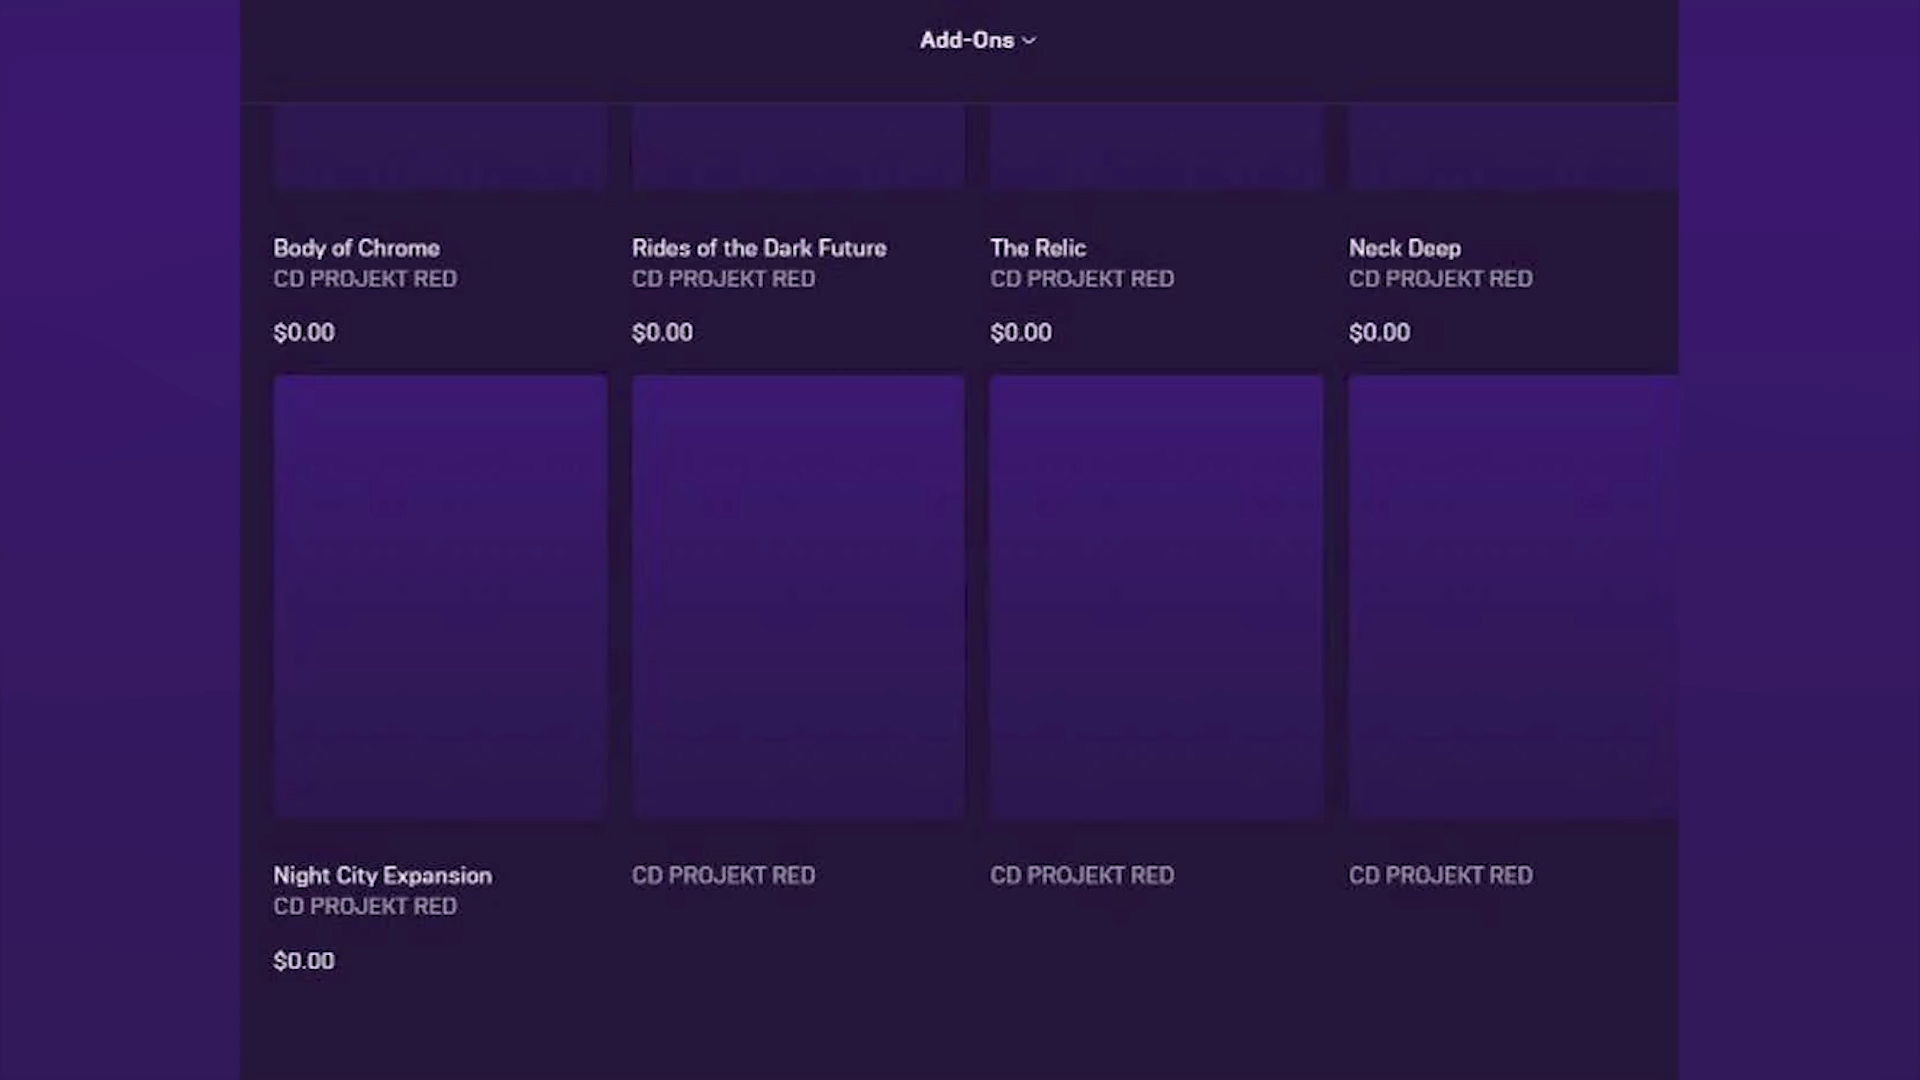 Add-Ons
Body of Chrome
CD PROJEKT RED
$0.00
Rides of the Dark Future
CD PROJEKT RED
$0.00
The Relic
CD PROJEKT RED
$0.00
Neck Deep
CD PROJEKT RED
$0.00
Night City Expansion
CD PROJEKT RED
$0.00
CD PROJEKT RED
CD PROJEKT RED
CD PROJEKT RED